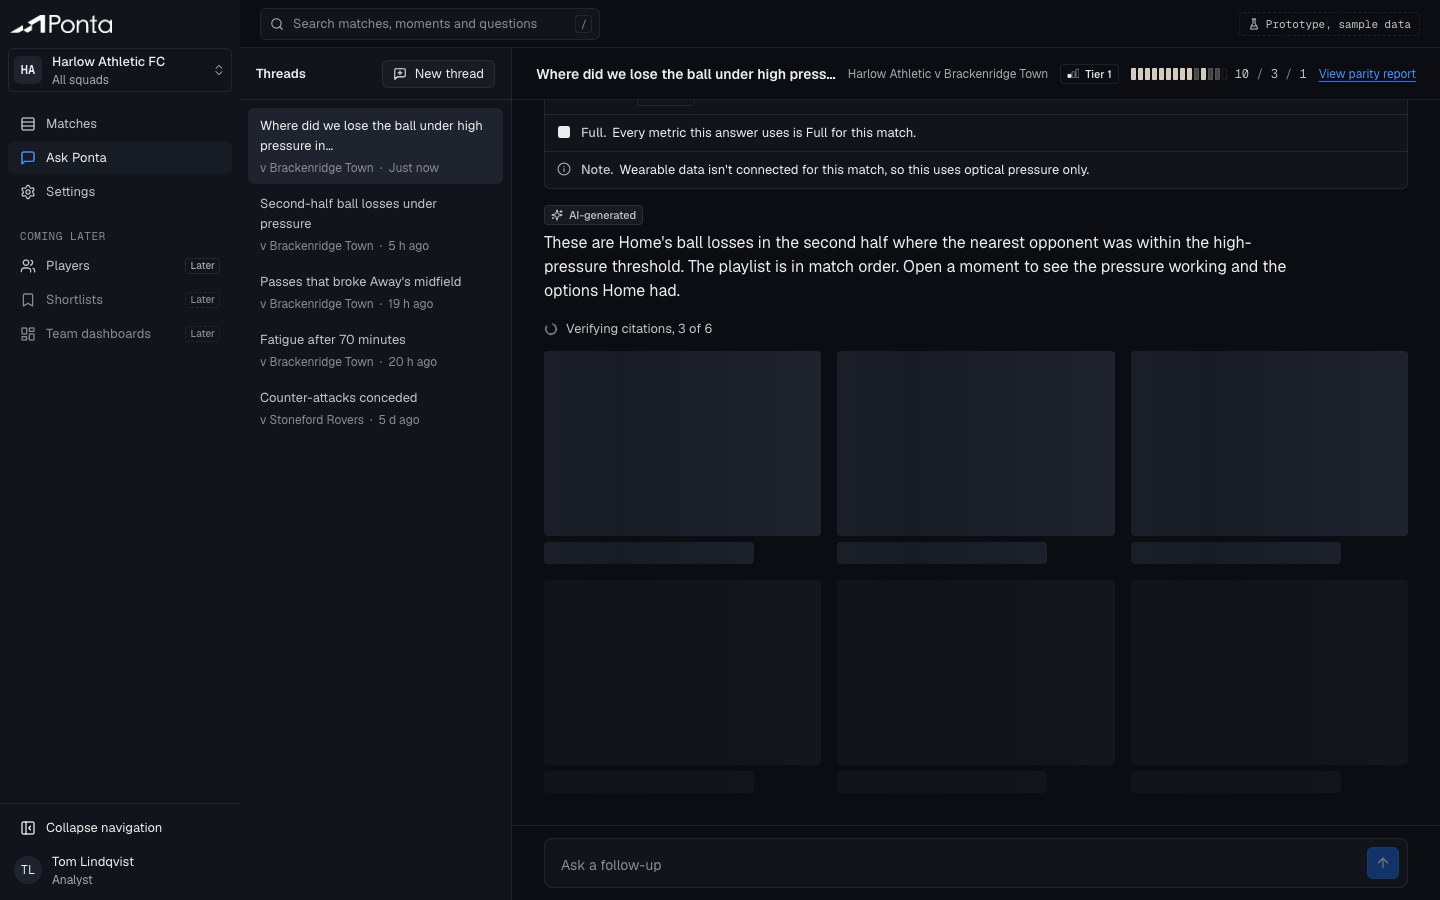 Ponta
Search matches, moments and questions
/
Prototype, sample data
HA
Harlow Athletic FC
All squads
Matches
Ask Ponta
Settings
COMING LATER
Players
Later
Shortlists
Later
Team dashboards
Later
Collapse navigation
TL
Tom Lindqvist
Analyst
Threads
New thread
Where did we lose the ball under high
pressure in…
v Brackenridge Town · Just now
Second-half ball losses under
pressure
v Brackenridge Town · 5 h ago
Passes that broke Away's midfield
v Brackenridge Town · 19 h ago
Fatigue after 70 minutes
v Brackenridge Town · 20 h ago
Counter-attacks conceded
v Stoneford Rovers · 5 d ago
Where did we lose the ball under high press…
Harlow Athletic v Brackenridge Town
Tier 1
10 / 3 / 1
View parity report
Full. Every metric this answer uses is Full for this match.
Note. Wearable data isn't connected for this match, so this uses optical pressure only.
AI-generated
These are Home's ball losses in the second half where the nearest opponent was within the high-
pressure threshold. The playlist is in match order. Open a moment to see the pressure working and the
options Home had.
Verifying citations, 3 of 6
Ask a follow-up